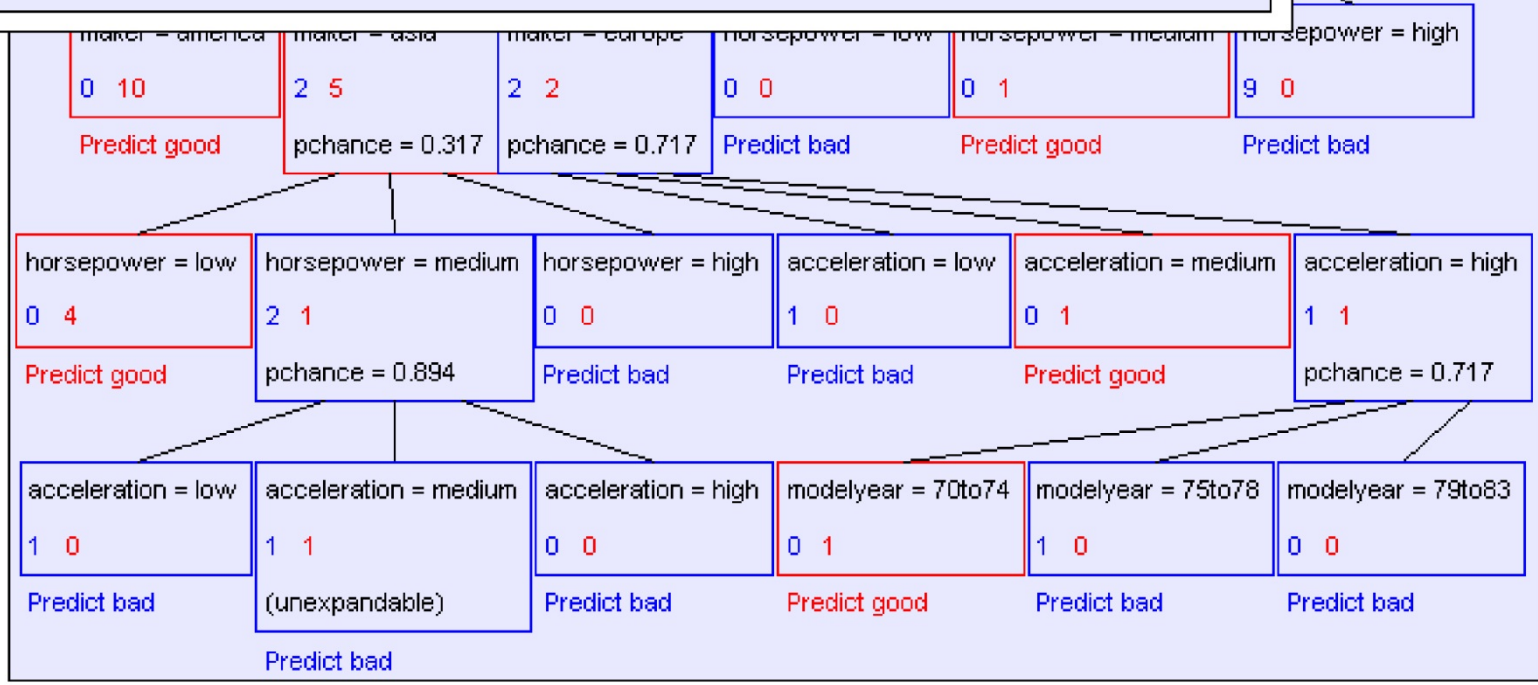 maker = america
maker = asia
maker = europe
horsepower = low
horsepower = medium
horsepower = high
0 10
2 5
2 2
0 0
0 1
9 0
Predict good
pchance = 0.317
pchance = 0.717
Predict bad
Predict good
Predict bad
horsepower = low
horsepower = medium
horsepower = high
acceleration = low
acceleration = medium
acceleration = high
0 4
2 1
0 0
1 0
0 1
1 1
Predict good
pchance = 0.894
Predict bad
Predict bad
Predict good
pchance = 0.717
acceleration = low
acceleration = medium
acceleration = high
modelyear = 70to74
modelyear = 75to78
modelyear = 79to83
1 0
1 1
0 0
0 1
1 0
0 0
Predict bad
(unexpandable)
Predict bad
Predict good
Predict bad
Predict bad
Predict bad